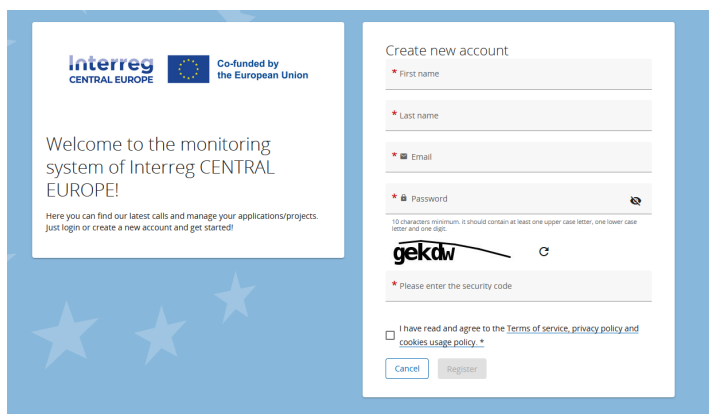 Interreg
CENTRAL EUROPE
Co-funded by
the European Union
Welcome to the monitoring
system of Interreg CENTRAL
EUROPE!
Here you can find our latest calls and manage your applications/projects.
Just login or create a new account and get started!
Create new account
* First name
* Last name
* Email
* Password
10 characters minimum. it should contain at least one upper case letter, one lower case
letter and one digit.
gekdw
* Please enter the security code
I have read and agree to the Terms of service, privacy policy and
cookies usage policy. *
Cancel
Register